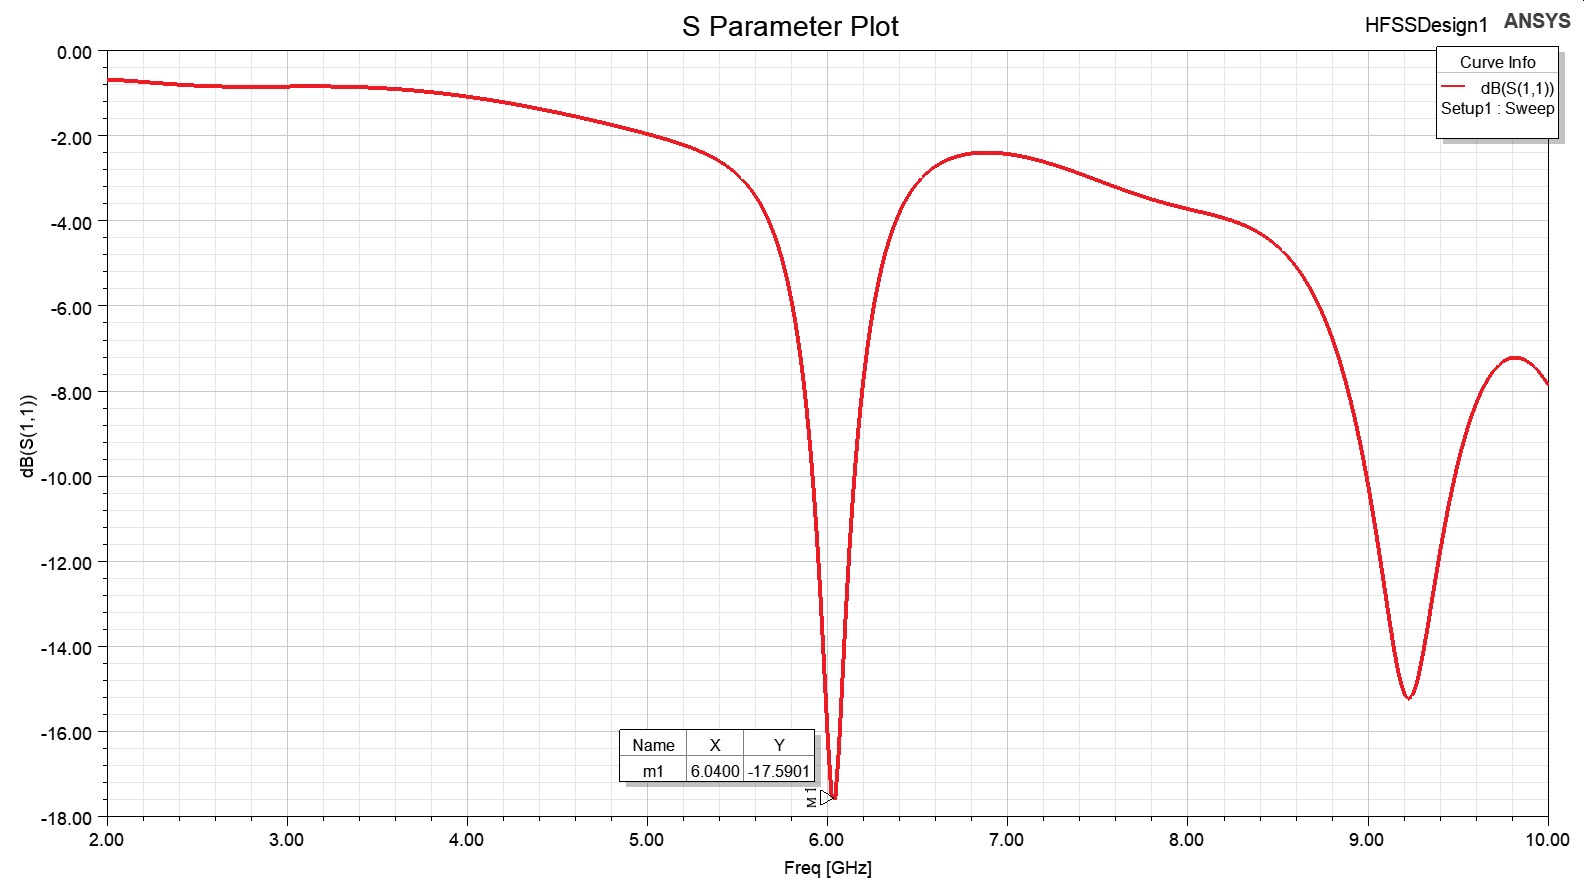 S Parameter Plot
HFSSDesign1
ANSYS
Curve Info
dB(S(1,1))
Setup1 : Sweep
0.00
-2.00
-4.00
-6.00
-8.00
-10.00
-12.00
-14.00
-16.00
-18.00
dB(S(1,1))
Name X Y
m1 6.0400 -17.5901
M 1
2.00 3.00 4.00 5.00 6.00 7.00 8.00 9.00 10.00
Freq [GHz]